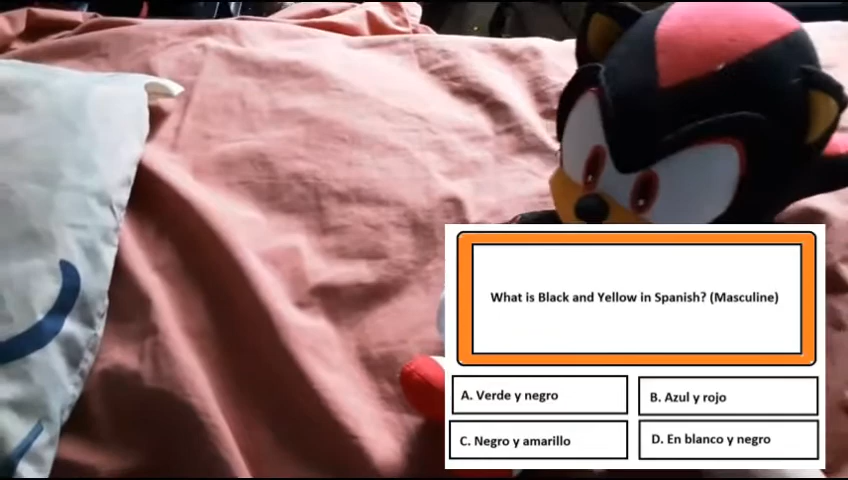 What is Black and Yellow in Spanish? (Masculine)
A. Verde y negro
B. Azul y rojo
C. Negro y amarillo
D. En blanco y negro